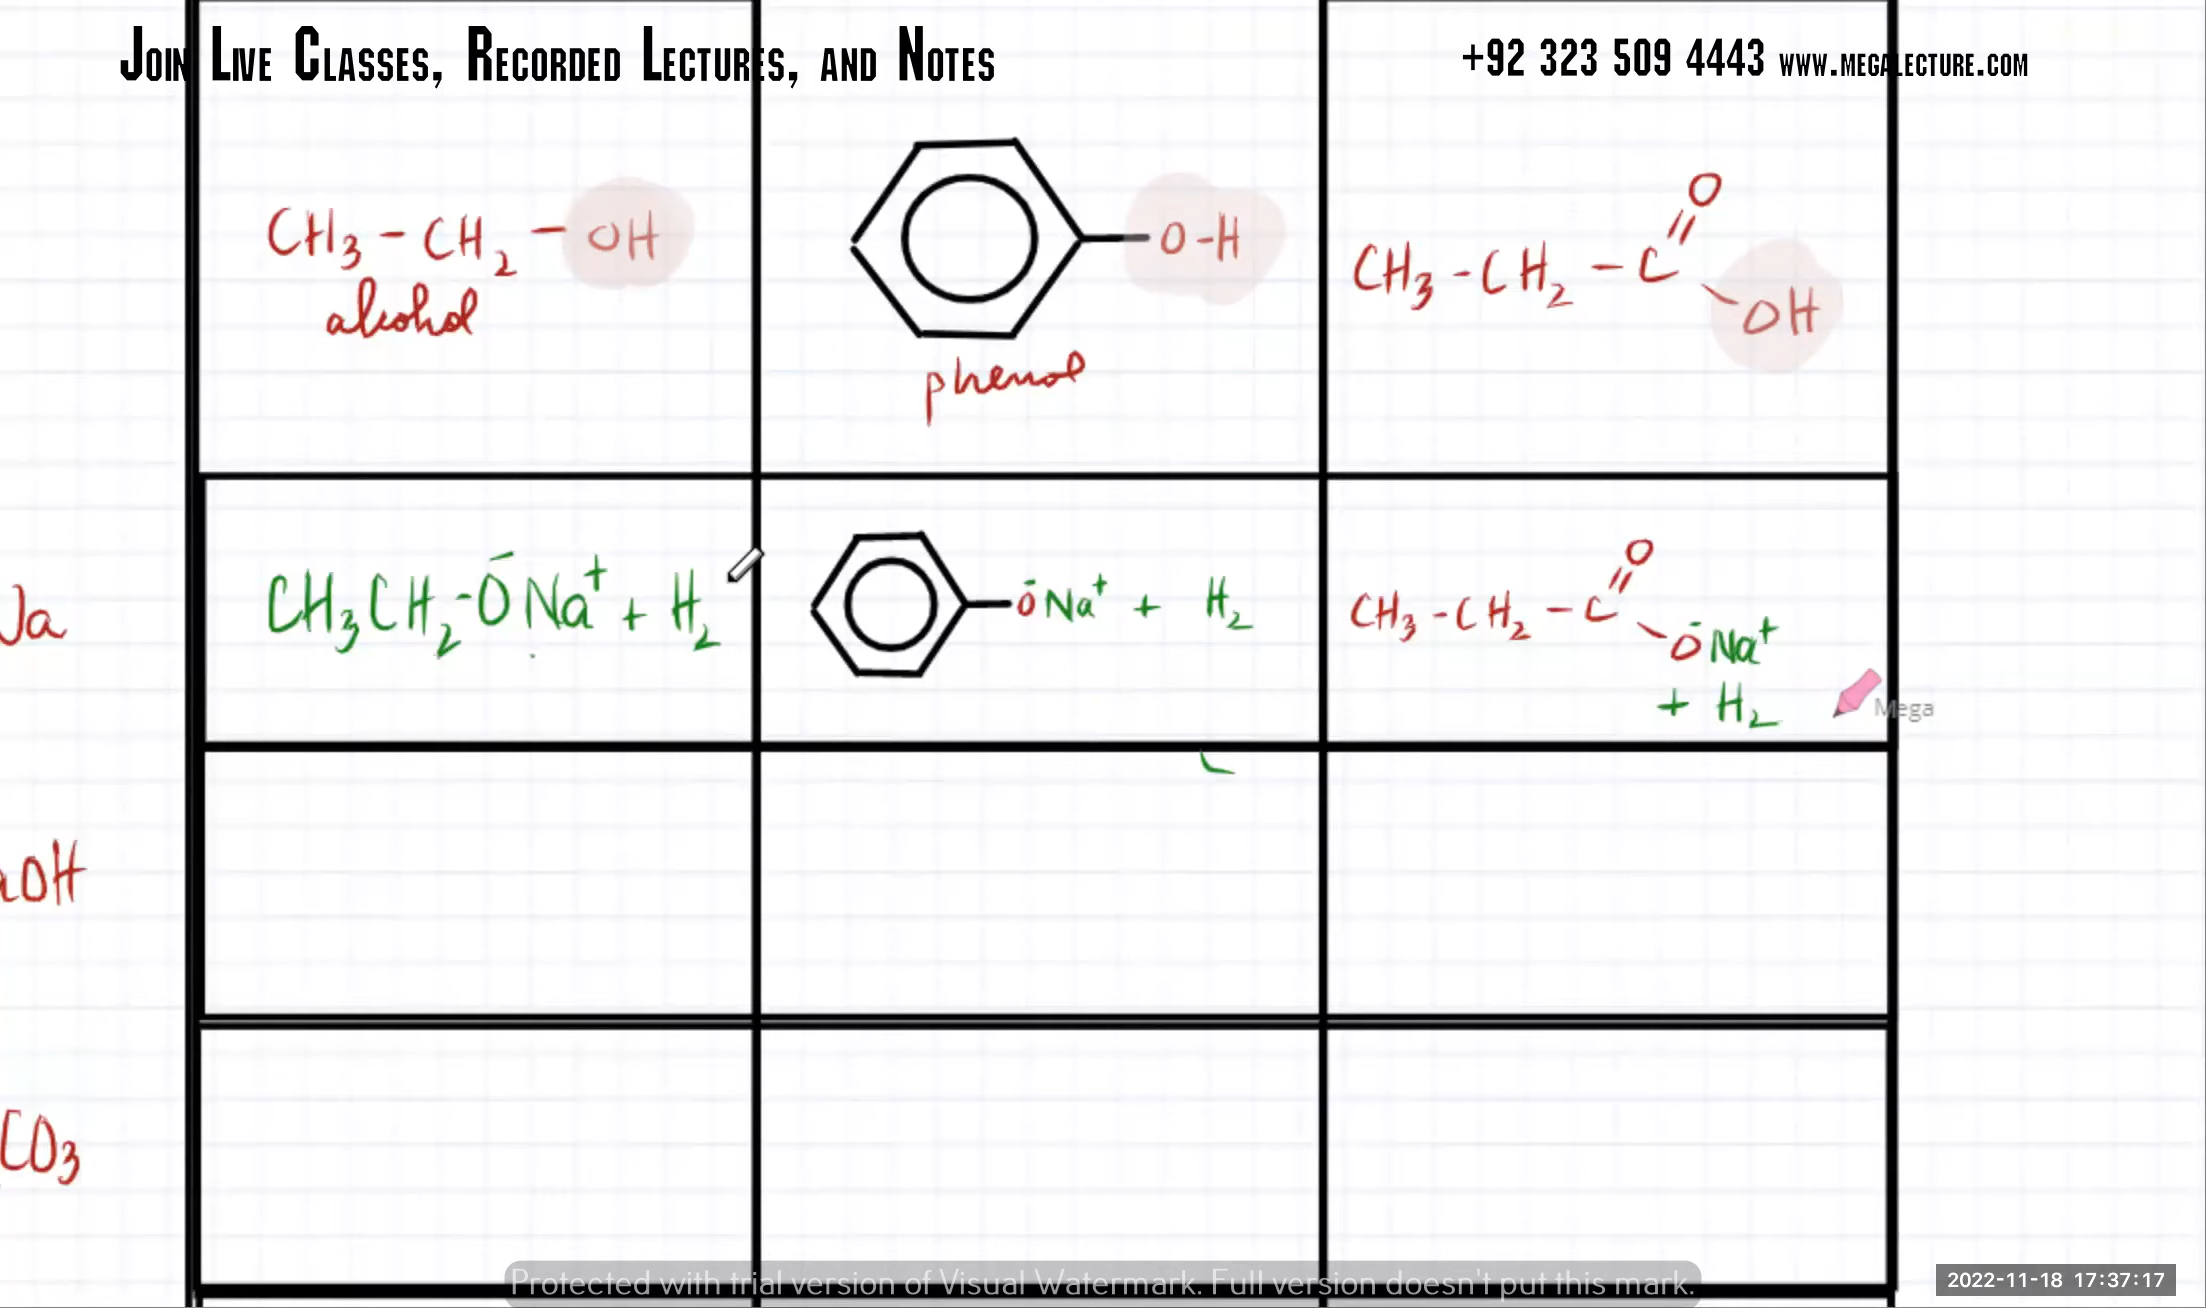 JOIN LIVE CLASSES, RECORDED LECTURES, AND NOTES
+92 323 509 4443 WWW.MEGALECTURE.COM
CH₃ - CH₂ - OH
alcohol
O-H
phenol
CH₃ - CH₂ - C
O
OH
Na
CH₃CH₂-O⁻Na⁺ + H₂
O⁻Na⁺ + H₂
CH₃ - CH₂ - C
O
O⁻Na⁺
+ H₂
Mega
aOH
CO₃
Protected with trial version of Visual Watermark. Full version doesn't put this mark.
2022-11-18 17:37:17